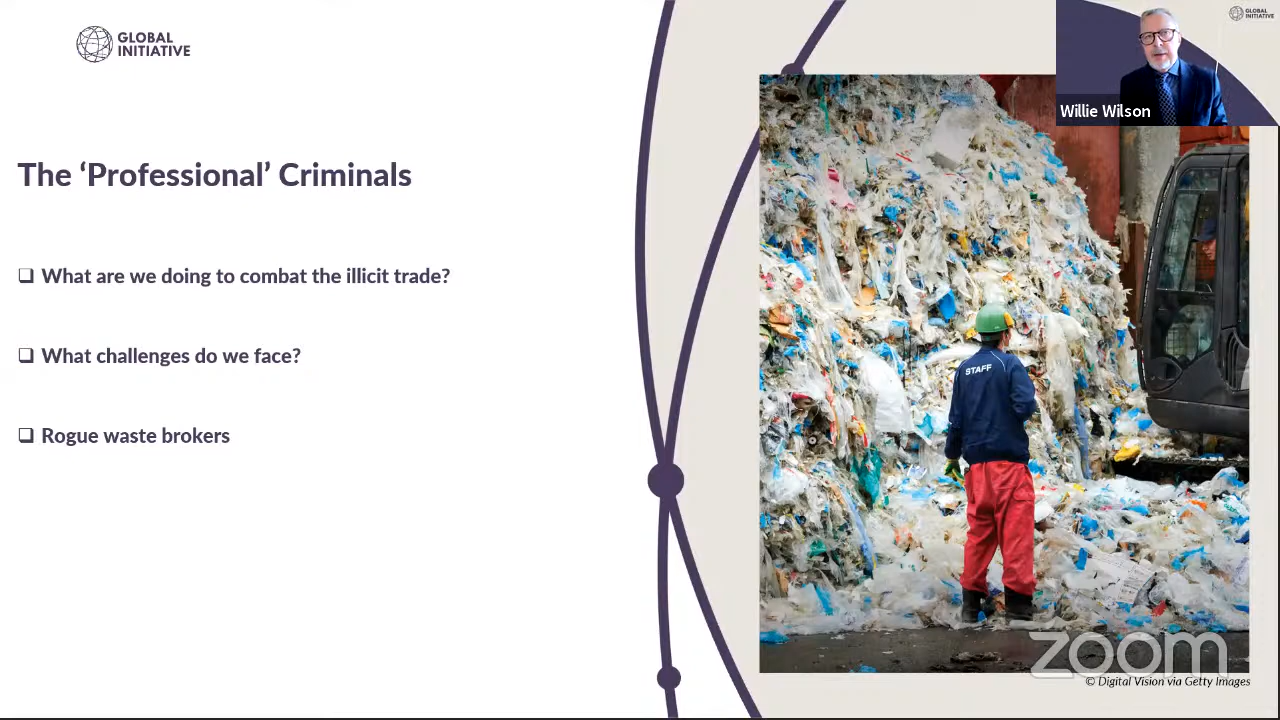 GLOBAL
INITIATIVE
GLOBAL
INITIATIVE
Willie Wilson
The ‘Professional’ Criminals
What are we doing to combat the illicit trade?
What challenges do we face?
Rogue waste brokers
STAFF
zoom
© Digital Vision via Getty Images